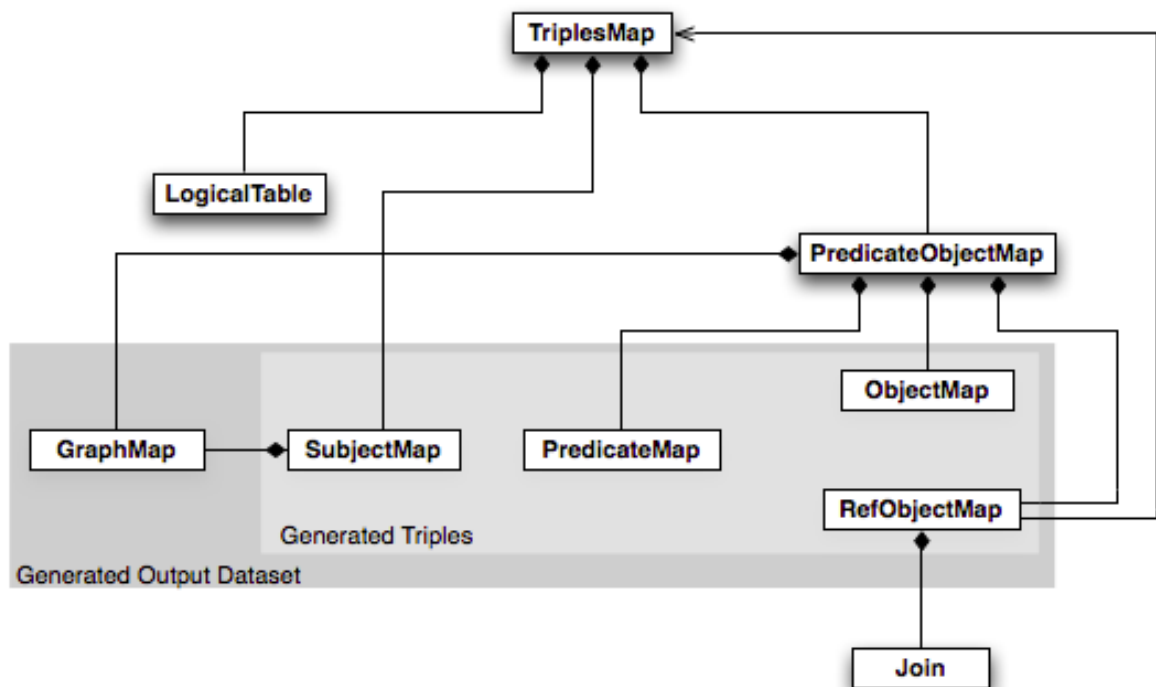 TriplesMap
LogicalTable
PredicateObjectMap
ObjectMap
GraphMap
SubjectMap
PredicateMap
RefObjectMap
Generated Triples
Generated Output Dataset
Join